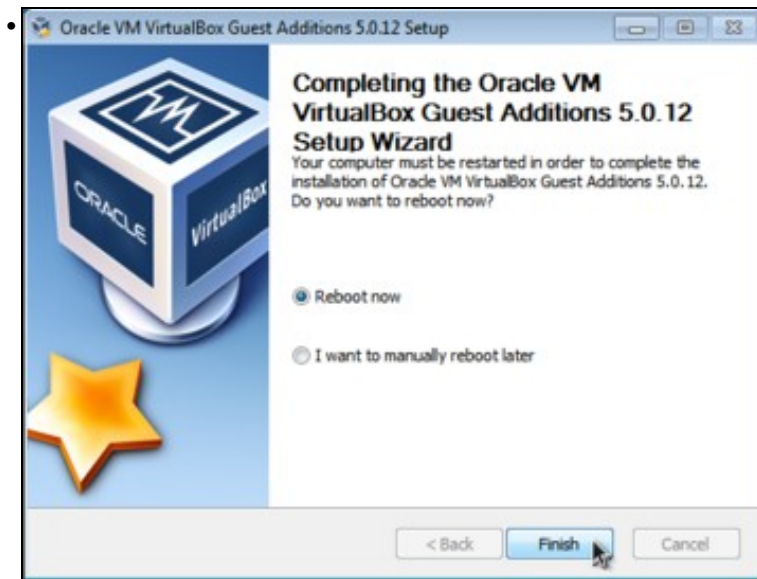 Oracle VM VirtualBox Guest Additions 5.0.12 Setup
Completing the Oracle VM
VirtualBox Guest Additions 5.0.12
Setup Wizard
Your computer must be restarted in order to complete the
installation of Oracle VM VirtualBox Guest Additions 5.0.12.
Do you want to reboot now?
ORACLE
VirtualBox
Reboot now
I want to manually reboot later
< Back
Finish
Cancel